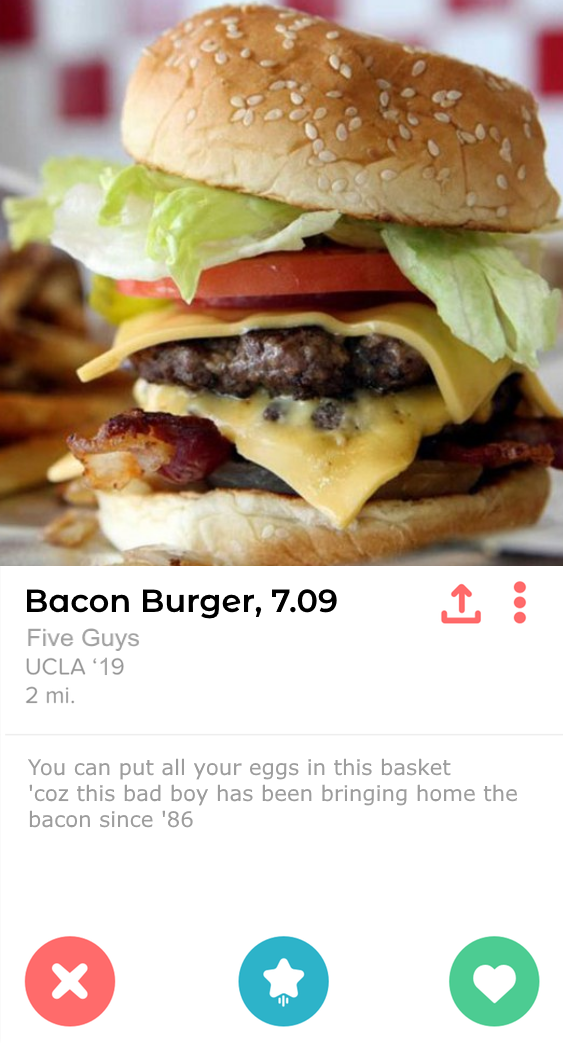 Bacon Burger, 7.09
Five Guys
UCLA ‘19
2 mi.
You can put all your eggs in this basket
'coz this bad boy has been bringing home the
bacon since '86